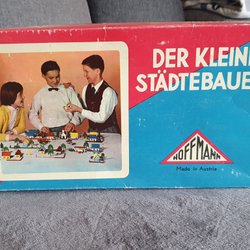 DER KLEINE
STÄDTEBAUE
HOFFMANN
Made in Austria